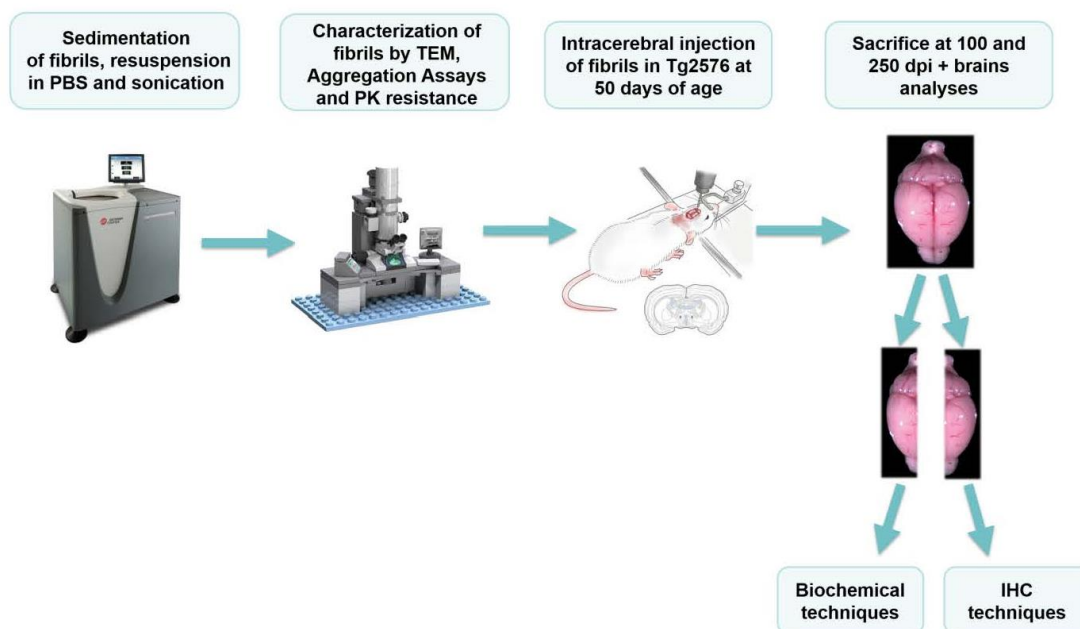 Sedimentation
of fibrils, resuspension
in PBS and sonication
Characterization of
fibrils by TEM,
Aggregation Assays
and PK resistance
Intracerebral injection
of fibrils in Tg2576 at
50 days of age
Sacrifice at 100 and
250 dpi + brains
analyses
Biochemical
techniques
IHC
techniques